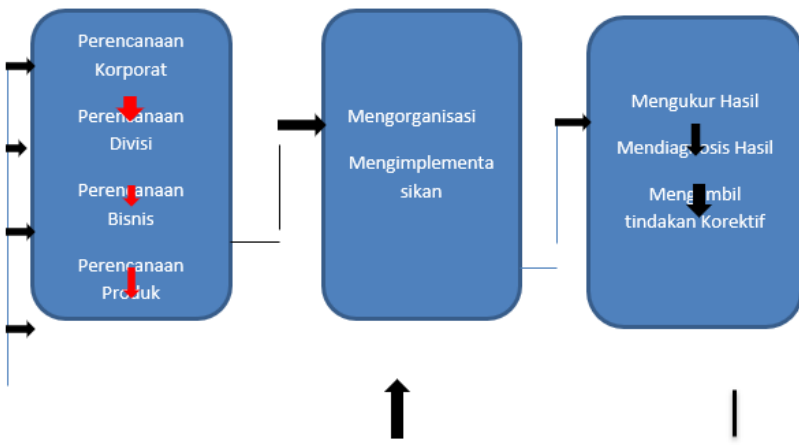 Perencanaan
Korporat
Perencanaan
Divisi
Perencanaan
Bisnis
Perencanaan
Produk
Mengorganisasi
Mengimplementa
sikan
Mengukur Hasil
Mendiagnosis Hasil
Mengambil
tindakan Korektif